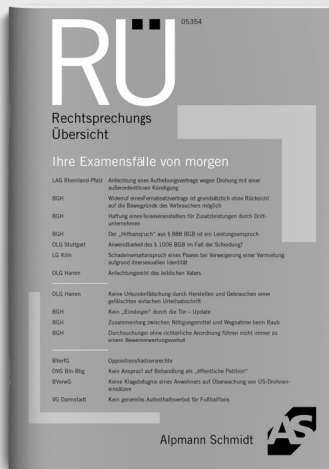 05354
RÜ
Rechtsprechungs
Übersicht
Ihre Examensfälle von morgen
LAG Rheinland-Pfalz Anfechtung eines Aufhebungsvertrags wegen Drohung mit einer
außerordentlichen Kündigung
BGH Widerruf einesFernabsatzvertrags ist grundsätzlich ohne Rücksicht
auf die Beweggründe des Verbrauchers möglich
BGH Haftung eines Reiseveranstalters für Zusatzleistungen durch Dritt-
unternehmen
BGH Der „Hilfsanspruch“ aus § 888 BGB ist ein Leistungsanspruch
OLG Stuttgart Anwendbarkeit des § 1006 BGB im Fall der Scheidung?
LG Köln Schadensersatzanspruch eines Paares bei Verweigerung einer Vermietung
aufgrund ihrersexuellen Identität
OLG Hamm Anfechtungsrecht des leiblichen Vaters
OLG Hamm Keine Urkundenfälschung durch Herstellen und Gebrauchen einer
gefälschten einfachen Urteilsabschrift
BGH Kein „Einsteigen“ durch die Tür – Update
BGH Zusammenhang zwischen Nötigungsmittel und Wegnahme beim Raub
BGH Durchsuchungen ohne richterliche Anordnung führen nicht immer zu
einem Beweisverwertungsverbot
BVerfG Oppositionsfraktionsrechte
OVG Bln-Bbg Kein Anspruch auf Behandlung als „öffentliche Petition“
BVerwG Keine Klagebefugnis eines Anwohners auf Überwachung von US-Drohnen-
einsätzen
VG Darmstadt Kein generelles Aufenthaltsverbot für Fußballfans
Alpmann Schmidt AS